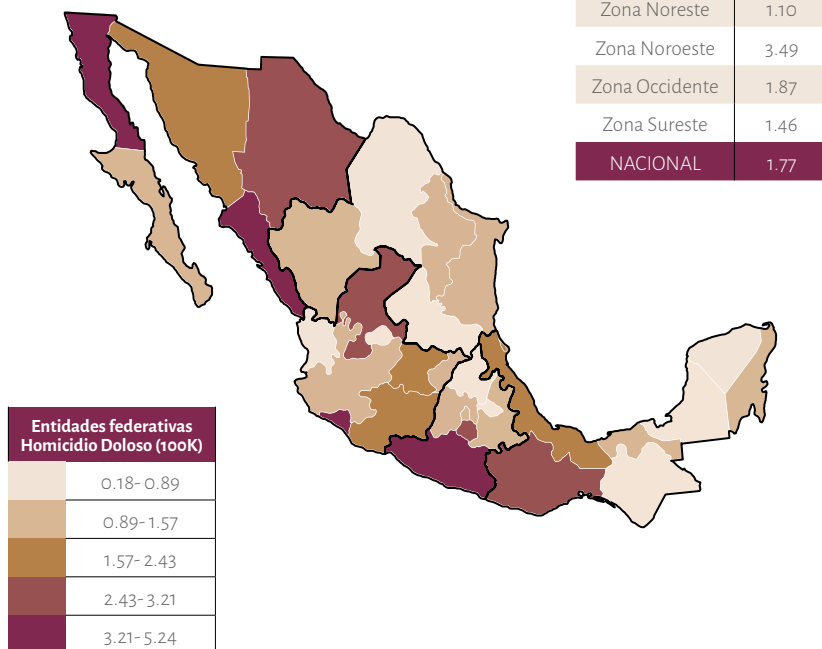 Zona Noreste 1.10
Zona Noroeste 3.49
Zona Occidente 1.87
Zona Sureste 1.46
NACIONAL 1.77
Entidades federativas
Homicidio Doloso (100K)
0.18-0.89
0.89-1.57
1.57-2.43
2.43-3.21
3.21-5.24